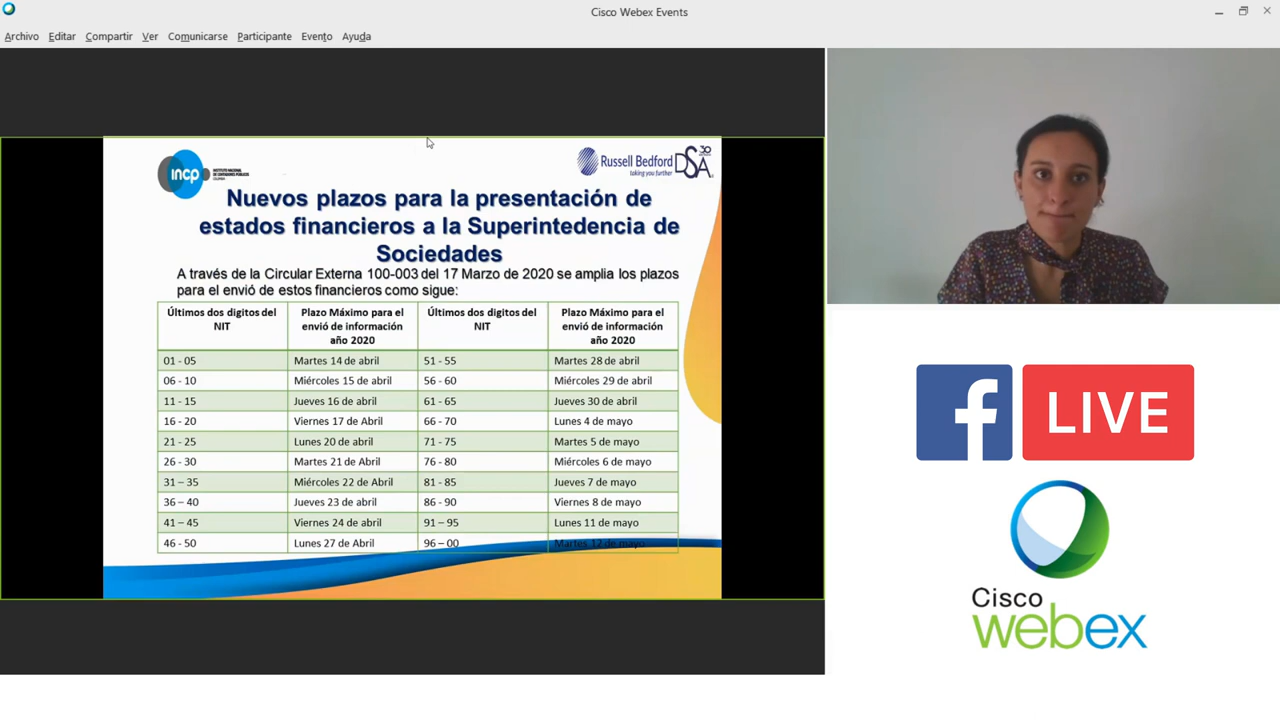 Cisco Webex Events
Archivo Editar Compartir Ver Comunicarse Participante Evento Ayuda
incp INSTITUTO NACIONAL
DE CONTADORES PÚBLICOS
COLOMBIA
Russell Bedford
taking you further
DSA 30
Nuevos plazos para la presentación de
estados financieros a la Superintedencia de
Sociedades
A través de la Circular Externa 100-003 del 17 Marzo de 2020 se amplia los plazos
para el envió de estos financieros como sigue:
Últimos dos digitos del NIT Plazo Máximo para el envió de información año 2020 Últimos dos digitos del NIT Plazo Máximo para el envió de información año 2020
01 - 05 Martes 14 de abril 51 - 55 Martes 28 de abril
06 - 10 Miércoles 15 de abril 56 - 60 Miércoles 29 de abril
11 - 15 Jueves 16 de abril 61 - 65 Jueves 30 de abril
16 - 20 Viernes 17 de Abril 66 - 70 Lunes 4 de mayo
21 - 25 Lunes 20 de abril 71 - 75 Martes 5 de mayo
26 - 30 Martes 21 de Abril 76 - 80 Miércoles 6 de mayo
31 – 35 Miércoles 22 de Abril 81 - 85 Jueves 7 de mayo
36 – 40 Jueves 23 de abril 86 - 90 Viernes 8 de mayo
41 – 45 Viernes 24 de abril 91 – 95 Lunes 11 de mayo
46 - 50 Lunes 27 de Abril 96 – 00 Martes 12 de mayo
f LIVE
Cisco
webex